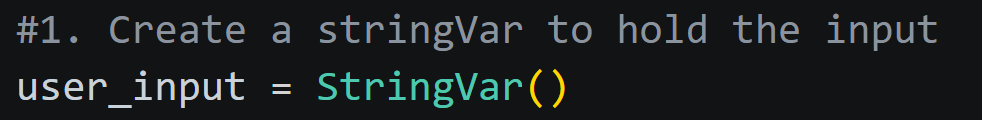 #1. Create a stringVar to hold the input
user_input = StringVar()